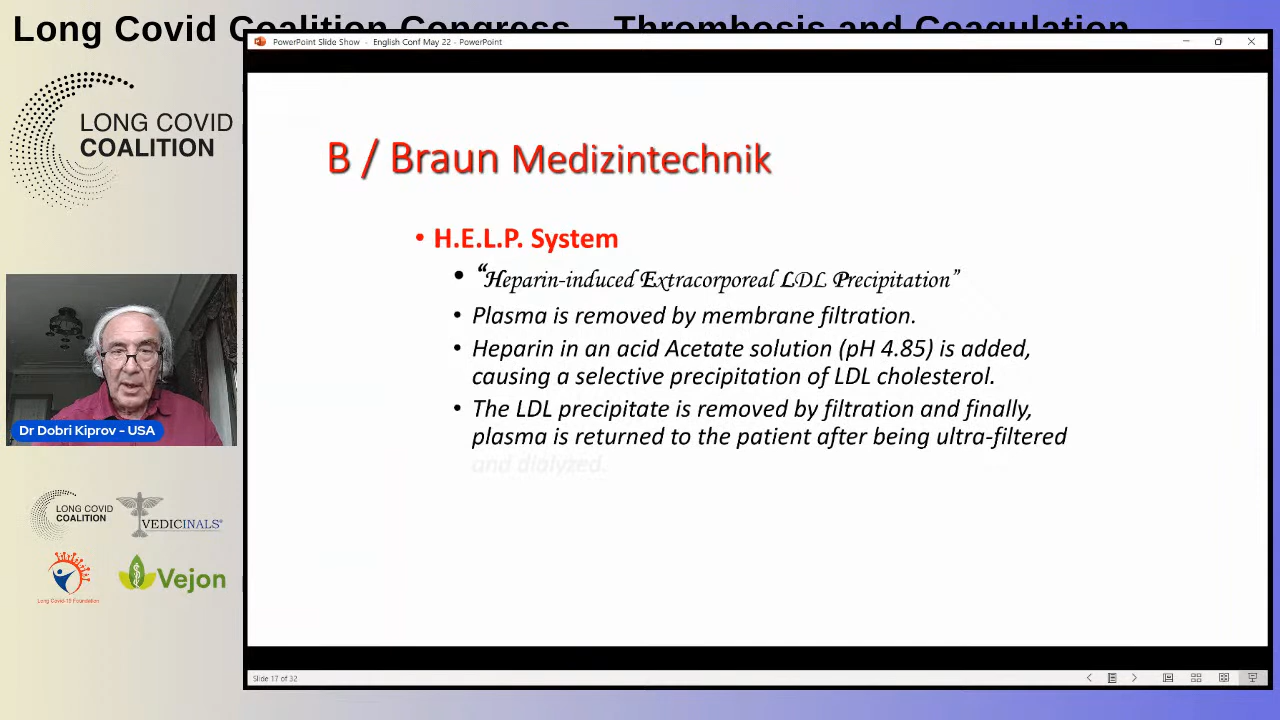 Long Covid Coalition Congress - Thrombosis and Coagulation
PowerPoint Slide Show - English Conf May 22 - PowerPoint
LONG COVID
COALITION
B / Braun Medizintechnik
• H.E.L.P. System
• “Heparin-induced Extracorporeal LDL Precipitation”
• Plasma is removed by membrane filtration.
• Heparin in an acid Acetate solution (pH 4.85) is added,
causing a selective precipitation of LDL cholesterol.
• The LDL precipitate is removed by filtration and finally,
plasma is returned to the patient after being ultra-filtered
and dialyzed.
Dr Dobri Kiprov - USA
LONG COVID
COALITION
VEDICINALS®
Long Covid-19 Foundation
Vejon
Slide 17 of 32